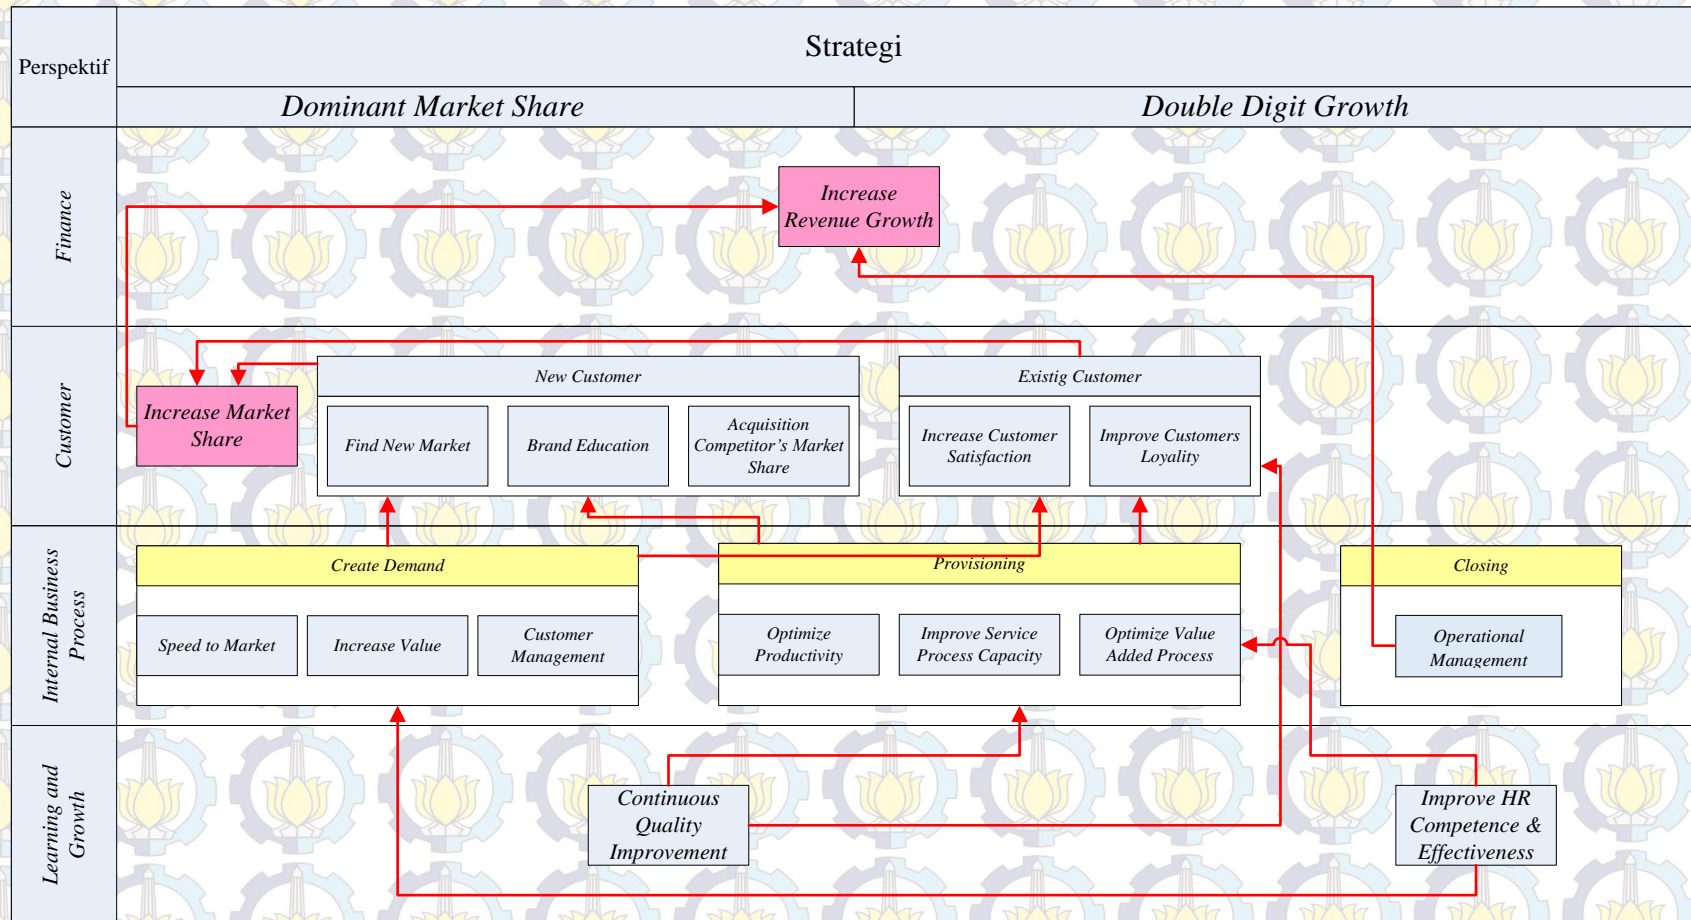 Perspektif
Strategi
Dominant Market Share
Double Digit Growth
Finance
Increase
Revenue Growth
Customer
Increase Market
Share
New Customer
Find New Market
Brand Education
Acquisition
Competitor's Market
Share
Existig Customer
Increase Customer
Satisfaction
Improve Customers
Loyality
Internal Business
Process
Create Demand
Speed to Market
Increase Value
Customer
Management
Provisioning
Optimize
Productivity
Improve Service
Process Capacity
Optimize Value
Added Process
Closing
Operational
Management
Learning and
Growth
Continuous
Quality
Improvement
Improve HR
Competence &
Effectiveness